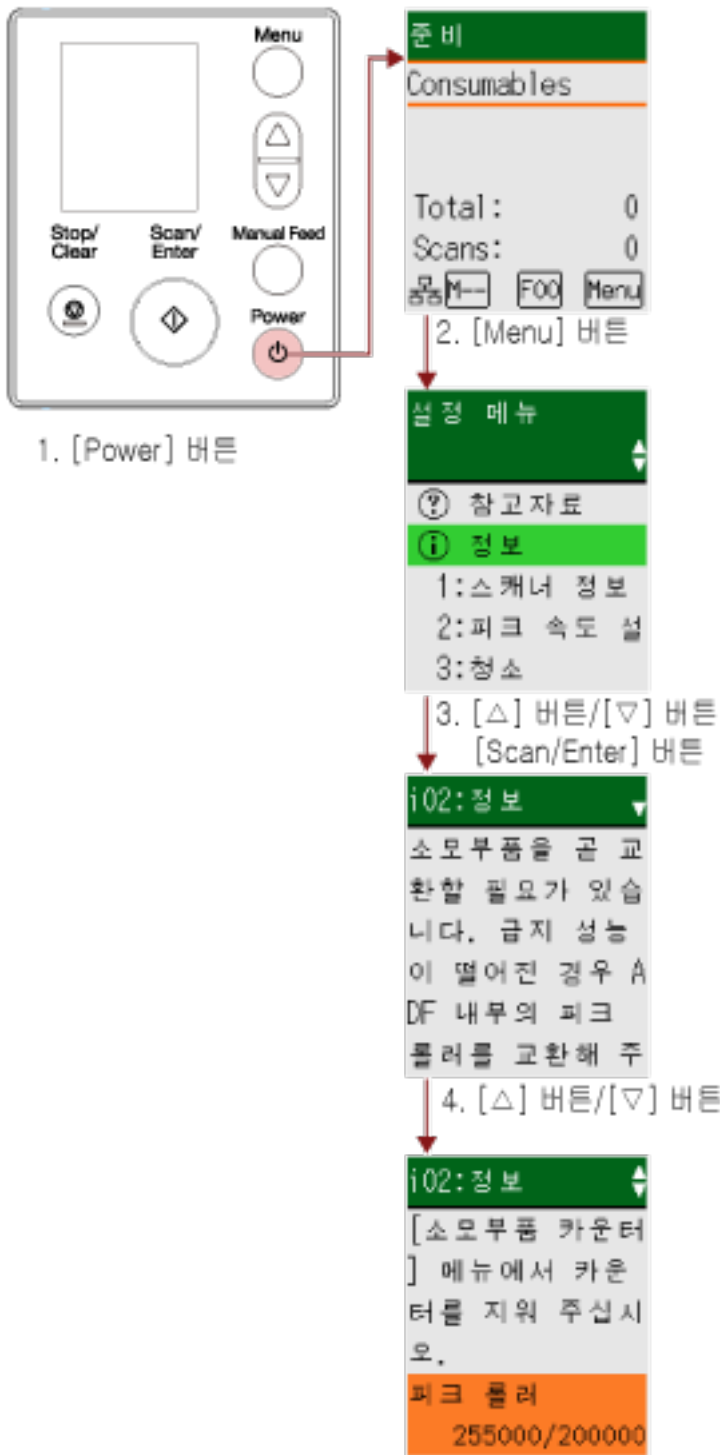 Menu
Stop/
Clear
Scan/
Enter
Manual Feed
Power
1. [Power] 버튼
준비
Consumables
Total: 0
Scans: 0
M-- F00 Menu
2. [Menu] 버튼
설정 메뉴
참고자료
정보
1:스캐너 정보
2:피크 속도 설
3:청소
3. [△] 버튼/[▽] 버튼
[Scan/Enter] 버튼
i02:정보
소모부품을 곧 교
환할 필요가 있습
니다. 급지 성능
이 떨어진 경우 A
DF 내부의 피크
롤러를 교환해 주
4. [△] 버튼/[▽] 버튼
i02:정보
[소모부품 카운터
] 메뉴에서 카운
터를 지워 주십시
오.
피크 롤러
255000/200000